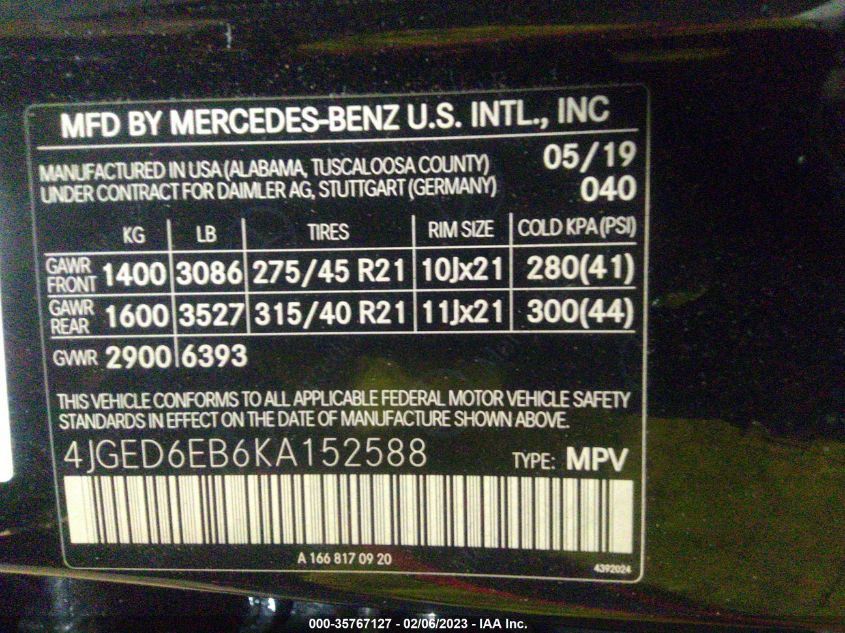 MFD BY MERCEDES-BENZ U.S. INTL., INC
MANUFACTURED IN USA (ALABAMA, TUSCALOOSA COUNTY) 05/19
UNDER CONTRACT FOR DAIMLER AG, STUTTGART (GERMANY) 040
KG LB TIRES RIM SIZE COLD KPA (PSI)
GAWR FRONT 1400 3086 275/45 R21 10Jx21 280(41)
GAWR REAR 1600 3527 315/40 R21 11Jx21 300(44)
GVWR 2900 6393
THIS VEHICLE CONFORMS TO ALL APPLICABLE FEDERAL MOTOR VEHICLE SAFETY
STANDARDS IN EFFECT ON THE DATE OF MANUFACTURE SHOWN ABOVE.
4JGED6EB6KA152588 TYPE: MPV
A 166 817 09 20
4392024
000-35767127 - 02/06/2023 - IAA Inc.